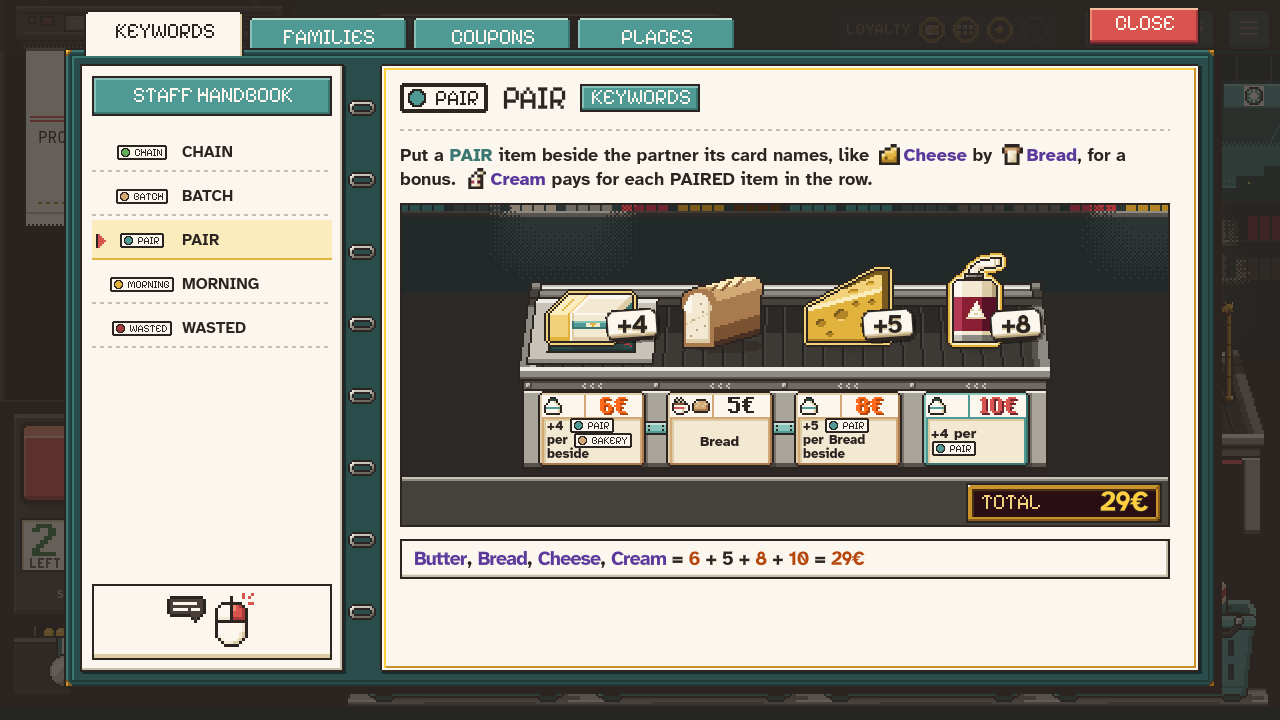 KEYWORDS
FAMILIES
COUPONS
PLACES
LOYALTY
CLOSE
STAFF HANDBOOK
CHAIN CHAIN
BATCH BATCH
PAIR PAIR
MORNING MORNING
WASTED WASTED
PAIR PAIR KEYWORDS
Put a PAIR item beside the partner its card names, like Cheese by Bread, for a
bonus. Cream pays for each PAIRED item in the row.
+4
+5
+8
6€
+4 PAIR
per BAKERY
beside
5€
Bread
8€
+5 PAIR
per Bread
beside
10€
+4 per
PAIR
TOTAL 29€
Butter, Bread, Cheese, Cream = 6 + 5 + 8 + 10 = 29€
PRO
2
LEFT